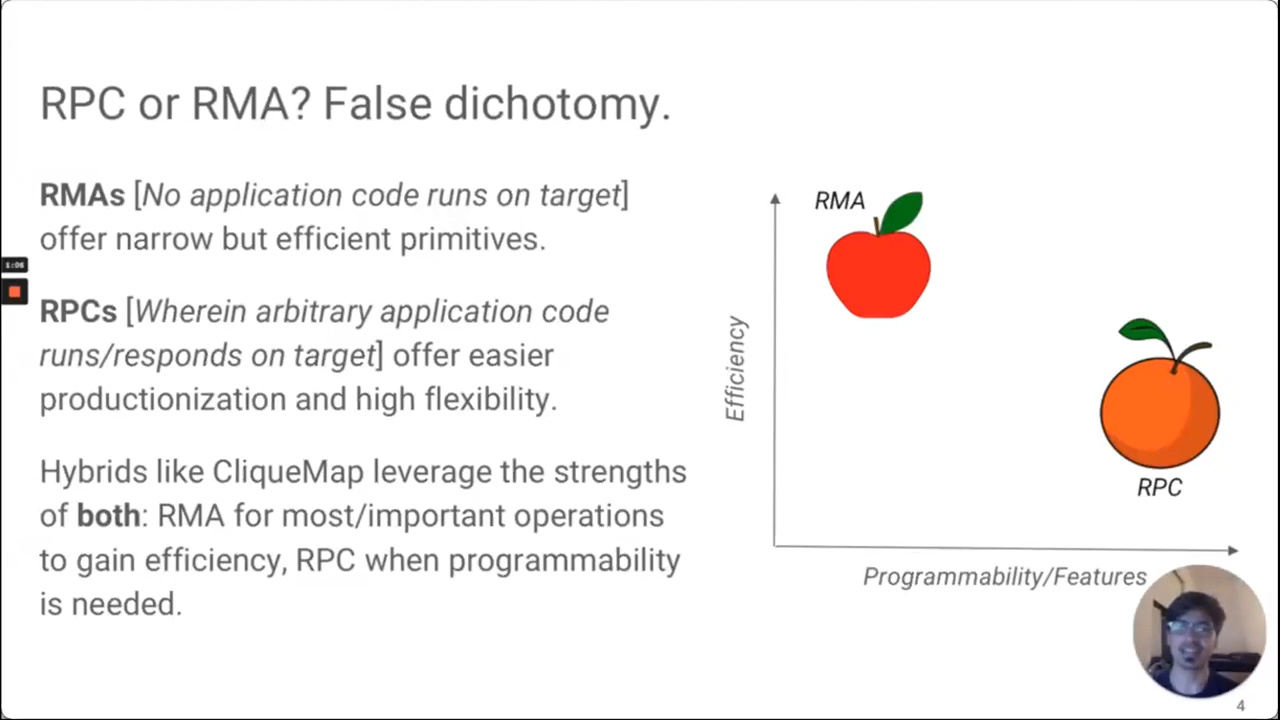 RPC or RMA? False dichotomy.
RMAs [No application code runs on target]
offer narrow but efficient primitives.
RPCs [Wherein arbitrary application code
runs/responds on target] offer easier
productionization and high flexibility.
Hybrids like CliqueMap leverage the strengths
of both: RMA for most/important operations
to gain efficiency, RPC when programmability
is needed.
RMA
Efficiency
RPC
Programmability/Features
4